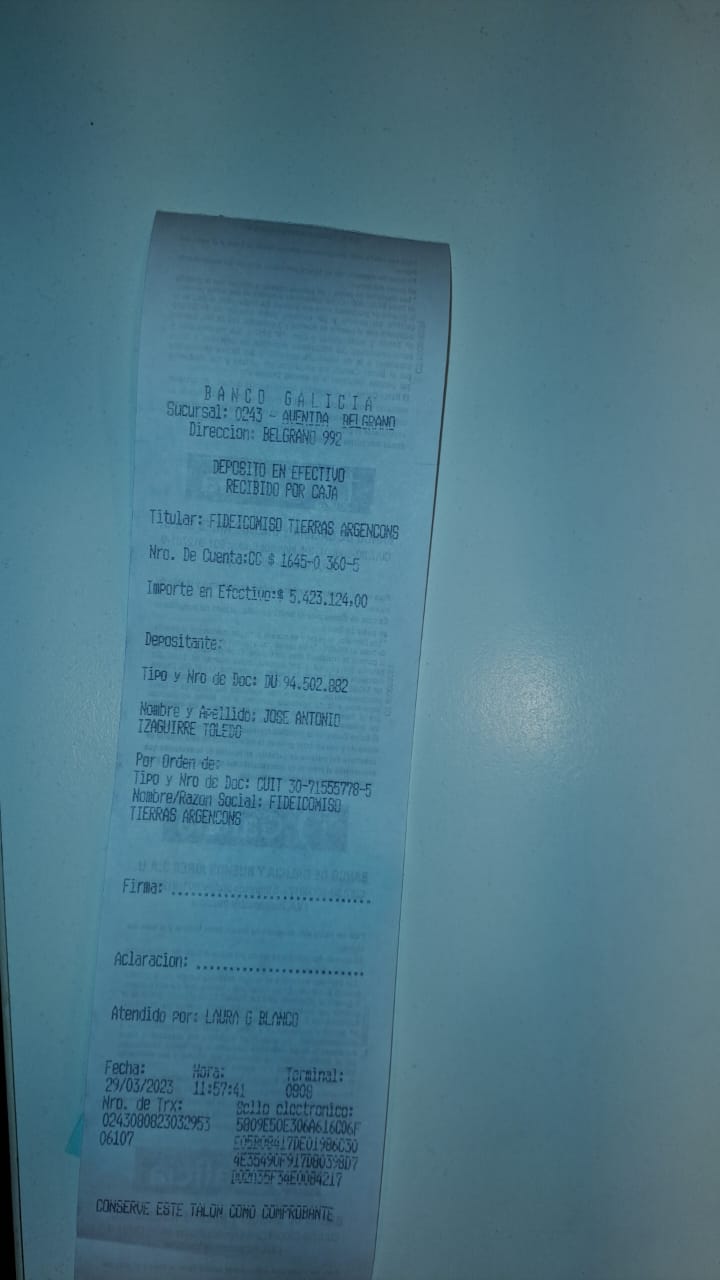 BANCO GALICIA
Sucursal: 0243 - AVENIDA BELGRANO
Direccion: BELGRANO 992
DEPOSITO EN EFECTIVO
RECIBIDO POR CAJA
Titular: FIDEICOMISO TIERRAS ARGENCONS
Nro. De Cuenta:CC $ 1645-0 360-5
Importe en Efectivo:$ 5.423.124,00
Depositante:
Tipo y Nro de Doc: DU 94.502.882
Nombre y Apellido: JOSE ANTONIO
IZAGUIRRE TOLEDO
Por Orden de:
Tipo y Nro de Doc: CUIT 30-71555778-5
Nombre/Razon Social: FIDEICOMISO
TIERRAS ARGENCONS
Firma:
Aclaracion:
Atendido por: LAURA G BLANCO
Fecha: Hora: Terminal:
29/03/2023 11:57:41 0808
Nro. de Trx: Sello electronico:
0243080823032953
06107
CONSERVE ESTE TALON COMO COMPROBANTE